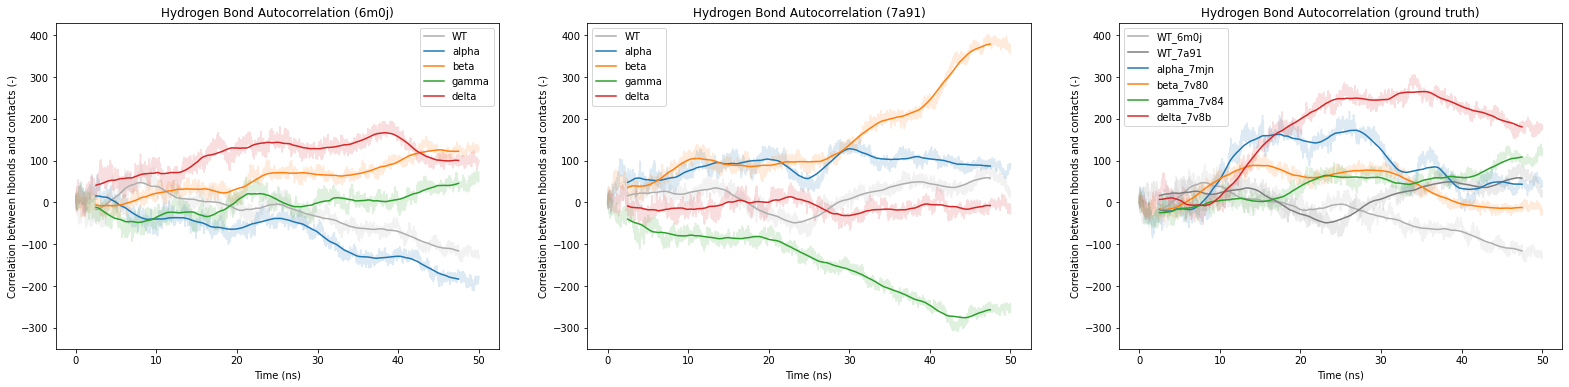 Hydrogen Bond Autocorrelation (6m0j)
Correlation between hbonds and contacts (-)
400
300
200
100
0
−100
−200
−300
WT
alpha
beta
gamma
delta
0 10 20 30 40 50
Time (ns)
Hydrogen Bond Autocorrelation (7a91)
Correlation between hbonds and contacts (-)
400
300
200
100
0
−100
−200
−300
WT
alpha
beta
gamma
delta
0 10 20 30 40 50
Time (ns)
Hydrogen Bond Autocorrelation (ground truth)
Correlation between hbonds and contacts (-)
400
300
200
100
0
−100
−200
−300
WT_6m0j
WT_7a91
alpha_7mjn
beta_7v80
gamma_7v84
delta_7v8b
0 10 20 30 40 50
Time (ns)